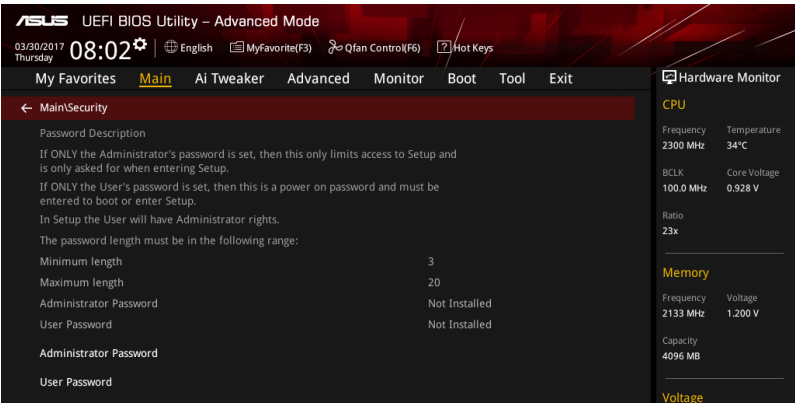 ASUS UEFI BIOS Utility – Advanced Mode
03/30/2017 Thursday 08:02 English MyFavorite(F3) Qfan Control(F6) ? Hot Keys
My Favorites Main Ai Tweaker Advanced Monitor Boot Tool Exit
← Main\Security
Password Description
If ONLY the Administrator's password is set, then this only limits access to Setup and
is only asked for when entering Setup.
If ONLY the User's password is set, then this is a power on password and must be
entered to boot or enter Setup.
In Setup the User will have Administrator rights.
The password length must be in the following range:
Minimum length 3
Maximum length 20
Administrator Password Not Installed
User Password Not Installed
Administrator Password
User Password
Hardware Monitor
CPU
Frequency Temperature
2300 MHz 34°C
BCLK Core Voltage
100.0 MHz 0.928 V
Ratio
23x
Memory
Frequency Voltage
2133 MHz 1.200 V
Capacity
4096 MB
Voltage